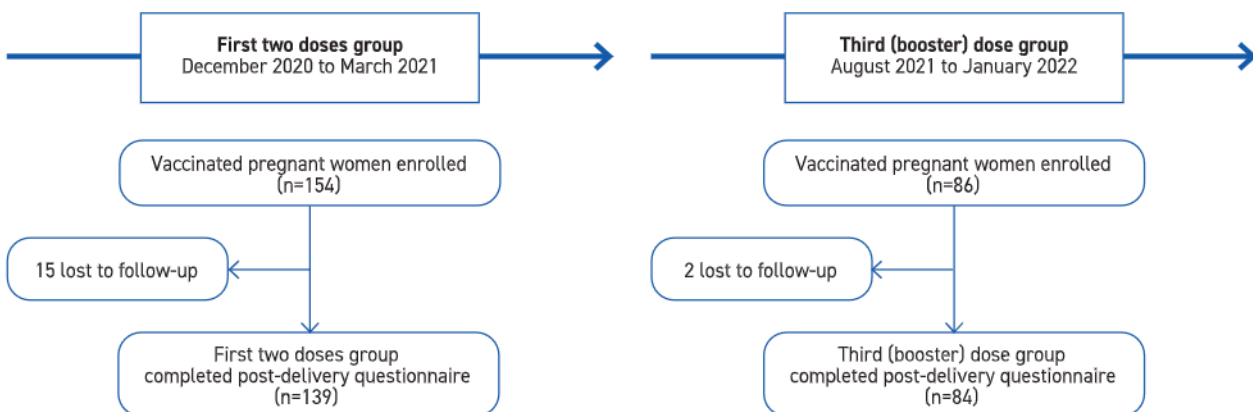 First two doses group
December 2020 to March 2021
Vaccinated pregnant women enrolled
(n=154)
15 lost to follow-up
First two doses group
completed post-delivery questionnaire
(n=139)
Third (booster) dose group
August 2021 to January 2022
Vaccinated pregnant women enrolled
(n=86)
2 lost to follow-up
Third (booster) dose group
completed post-delivery questionnaire
(n=84)